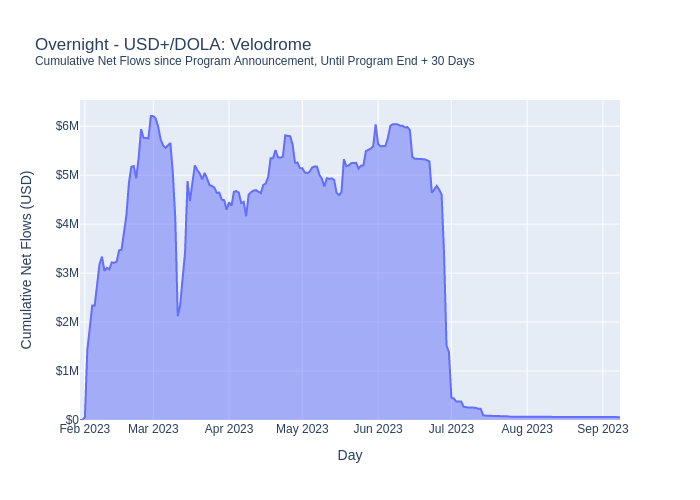 Overnight - USD+/DOLA: Velodrome
Cumulative Net Flows since Program Announcement, Until Program End + 30 Days
Cumulative Net Flows (USD)
$6M
$5M
$4M
$3M
$2M
$1M
$0
Feb 2023 Mar 2023 Apr 2023 May 2023 Jun 2023 Jul 2023 Aug 2023 Sep 2023
Day